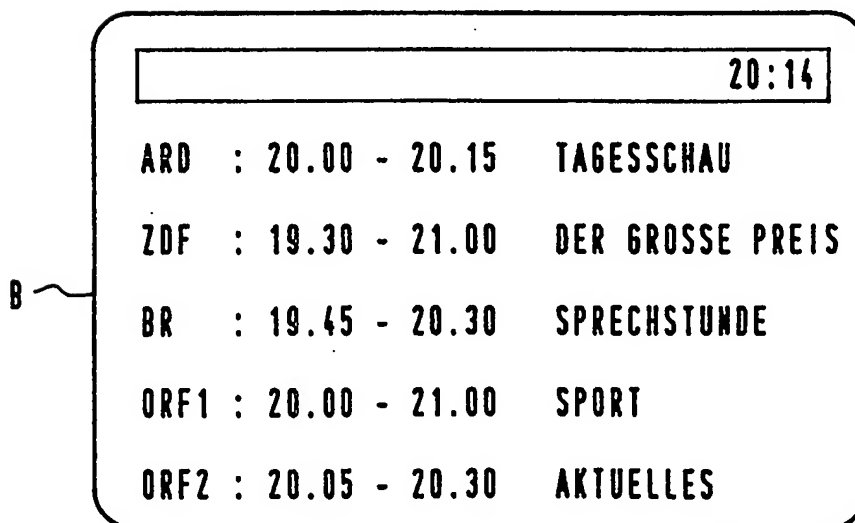 20:14
ARD : 20.00 - 20.15 TAGESSCHAU
ZDF : 19.30 - 21.00 DER GROSSE PREIS
B
BR : 19.45 - 20.30 SPRECHSTUNDE
ORF1 : 20.00 - 21.00 SPORT
ORF2 : 20.05 - 20.30 AKTUELLES